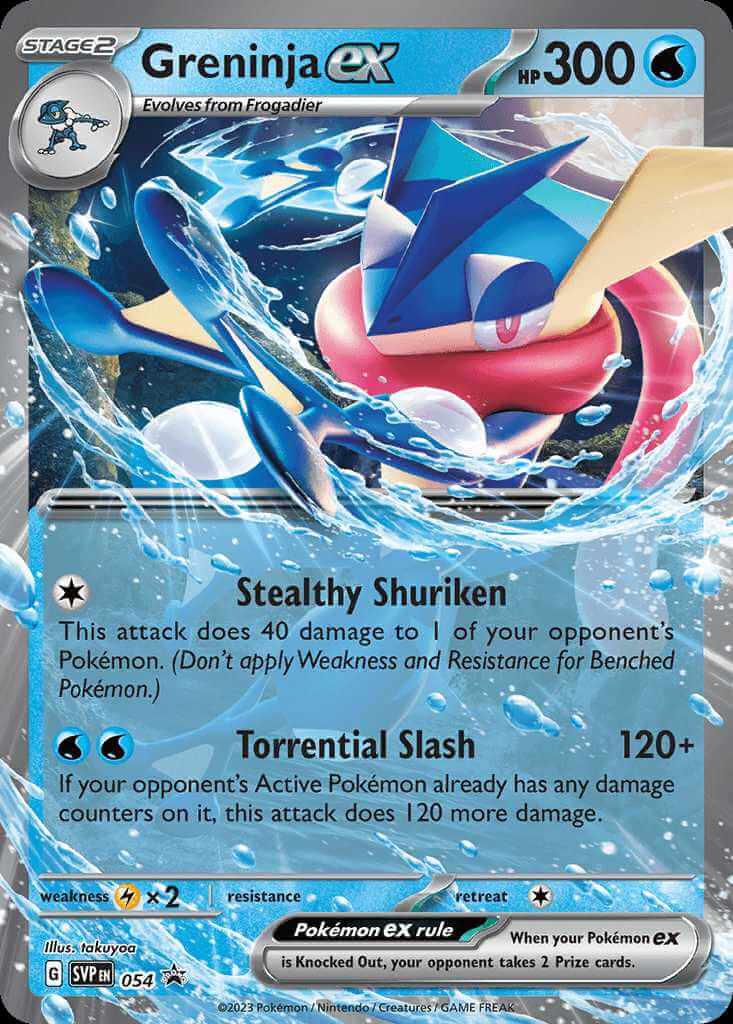 STAGE2
Greninja ex
HP 300
Evolves from Frogadier
Stealthy Shuriken
This attack does 40 damage to 1 of your opponent's
Pokémon. (Don't apply Weakness and Resistance for Benched
Pokémon.)
Torrential Slash 120+
If your opponent's Active Pokémon already has any damage
counters on it, this attack does 120 more damage.
weakness ×2 resistance retreat
Illus. takuyoa
Pokémon ex rule
When your Pokémon ex
is Knocked Out, your opponent takes 2 Prize cards.
G SVP EN 054
©2023 Pokémon / Nintendo / Creatures / GAME FREAK